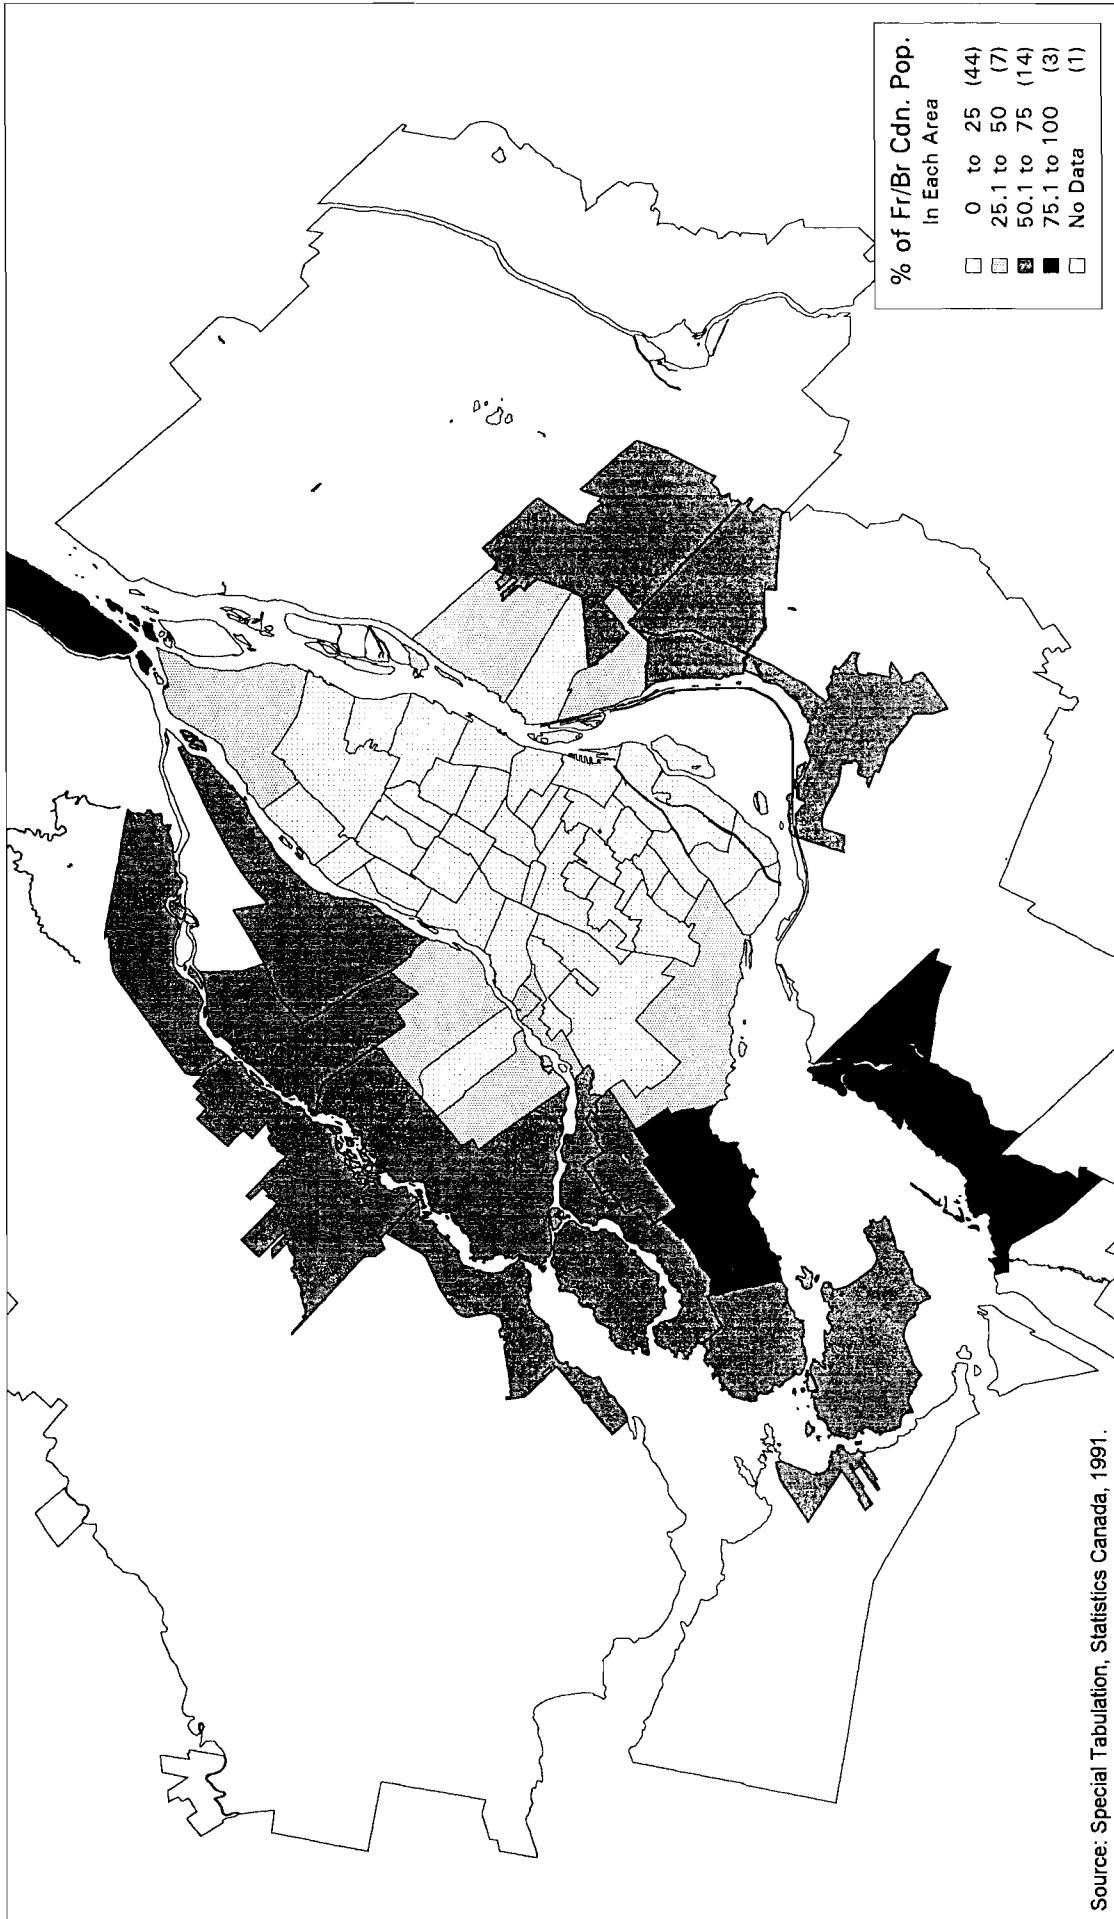 % of Fr/Br Cdn. Pop.
In Each Area
0 to 25 (44)
25.1 to 50 (7)
50.1 to 75 (14)
75.1 to 100 (3)
No Data (1)
Source: Special Tabulation, Statistics Canada, 1991.